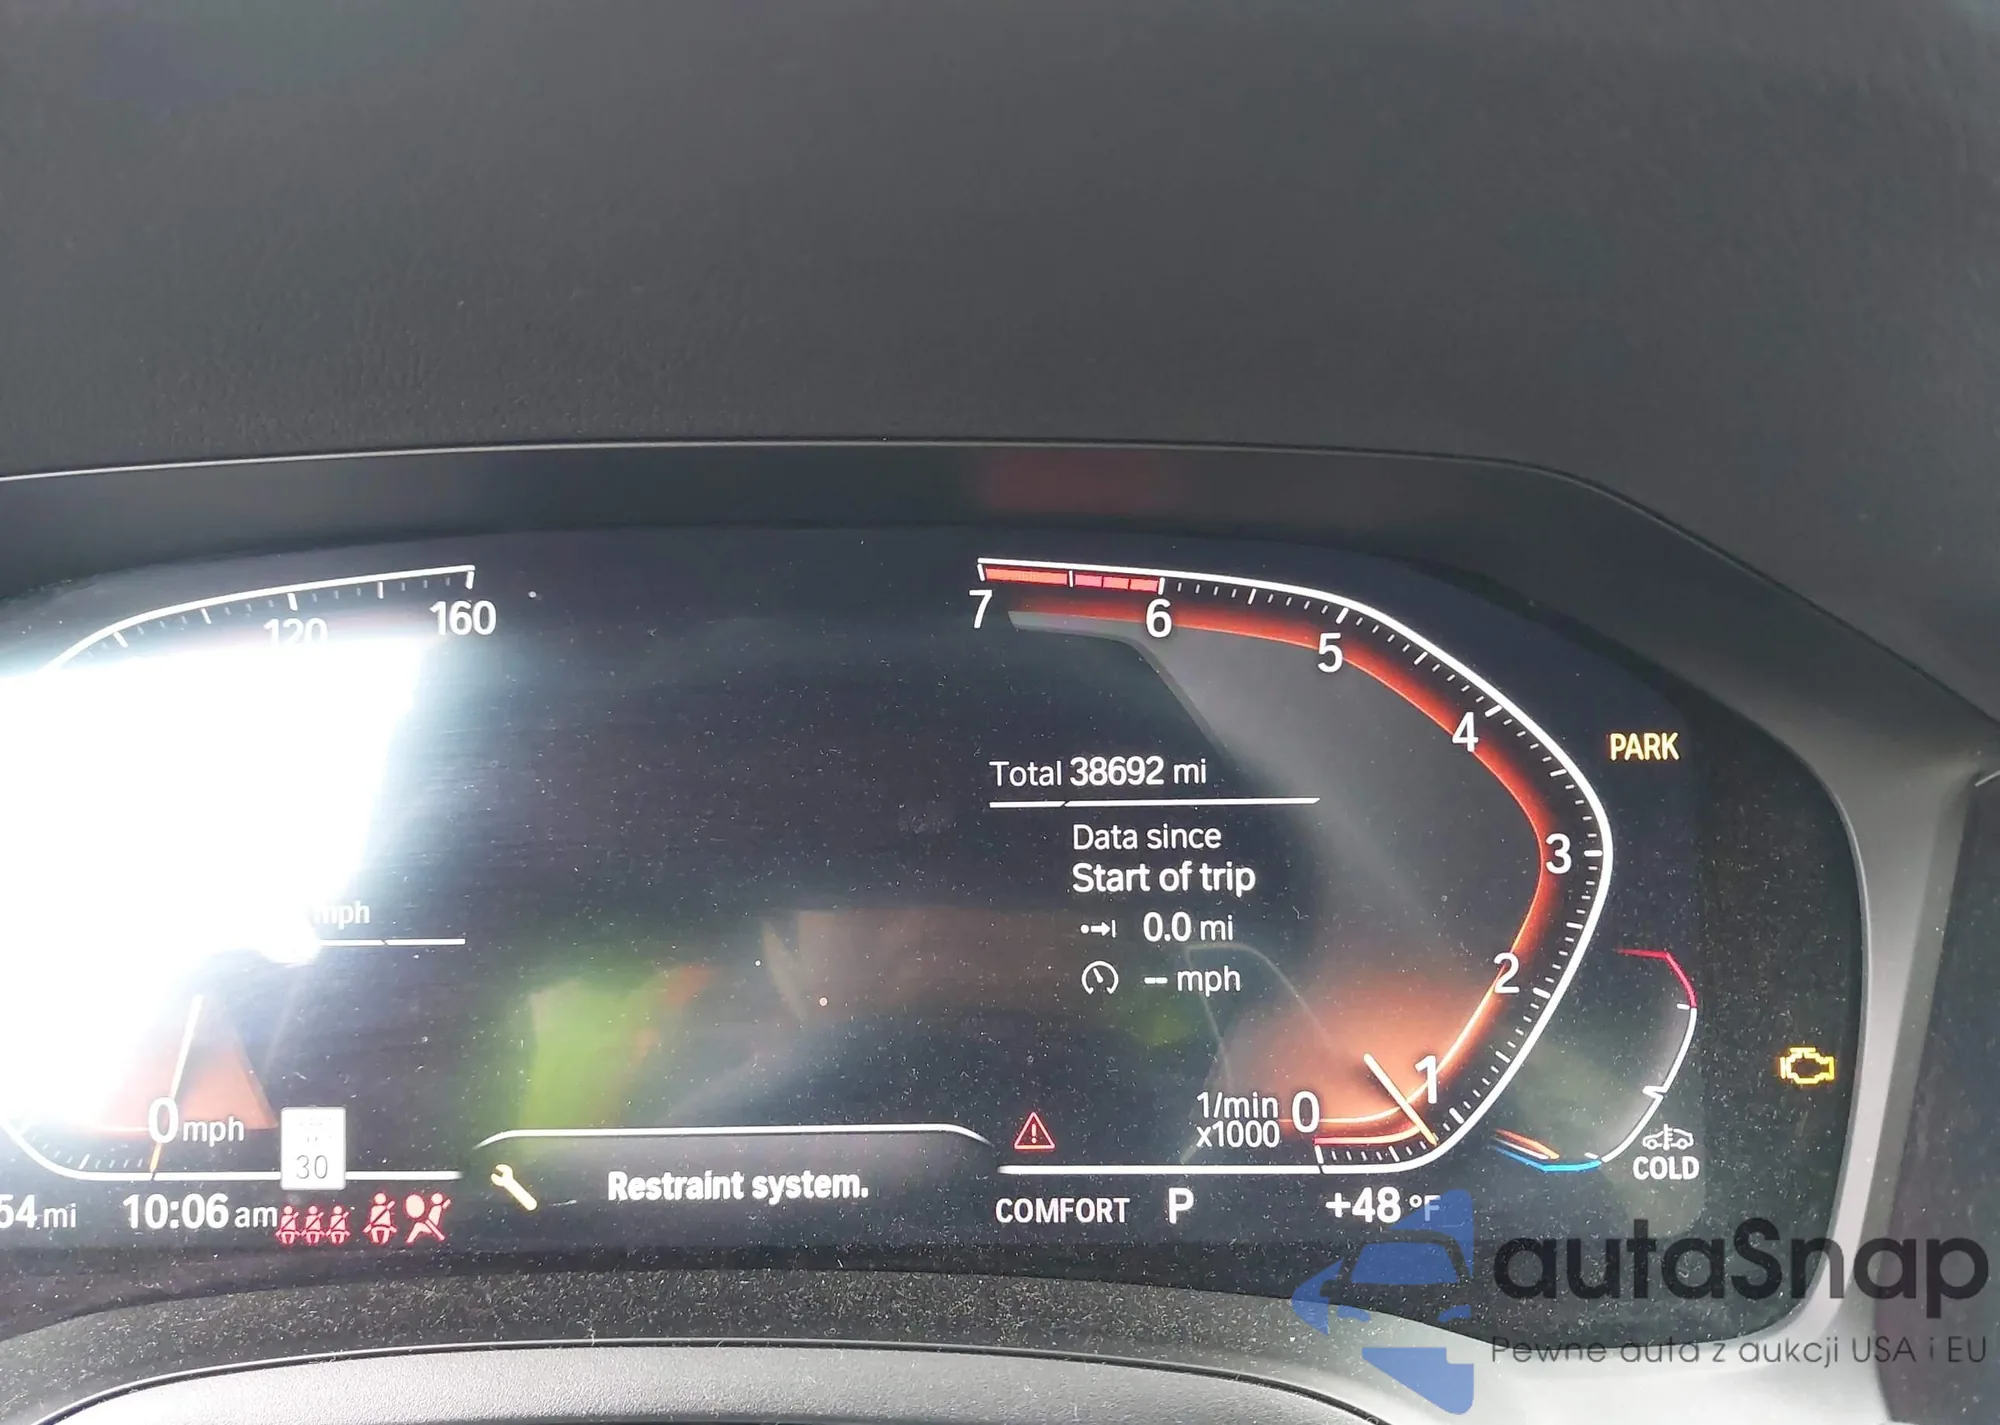 120
160
mph
0 mph
30
54 mi
10:06 am
Restraint system.
7
6
5
4
3
2
1
0
1/min
x1000
Total 38692 mi
Data since
Start of trip
0.0 mi
-- mph
COMFORT P +48 °F
PARK
COLD
autaSnap
Pewne auta z aukcji USA i EU